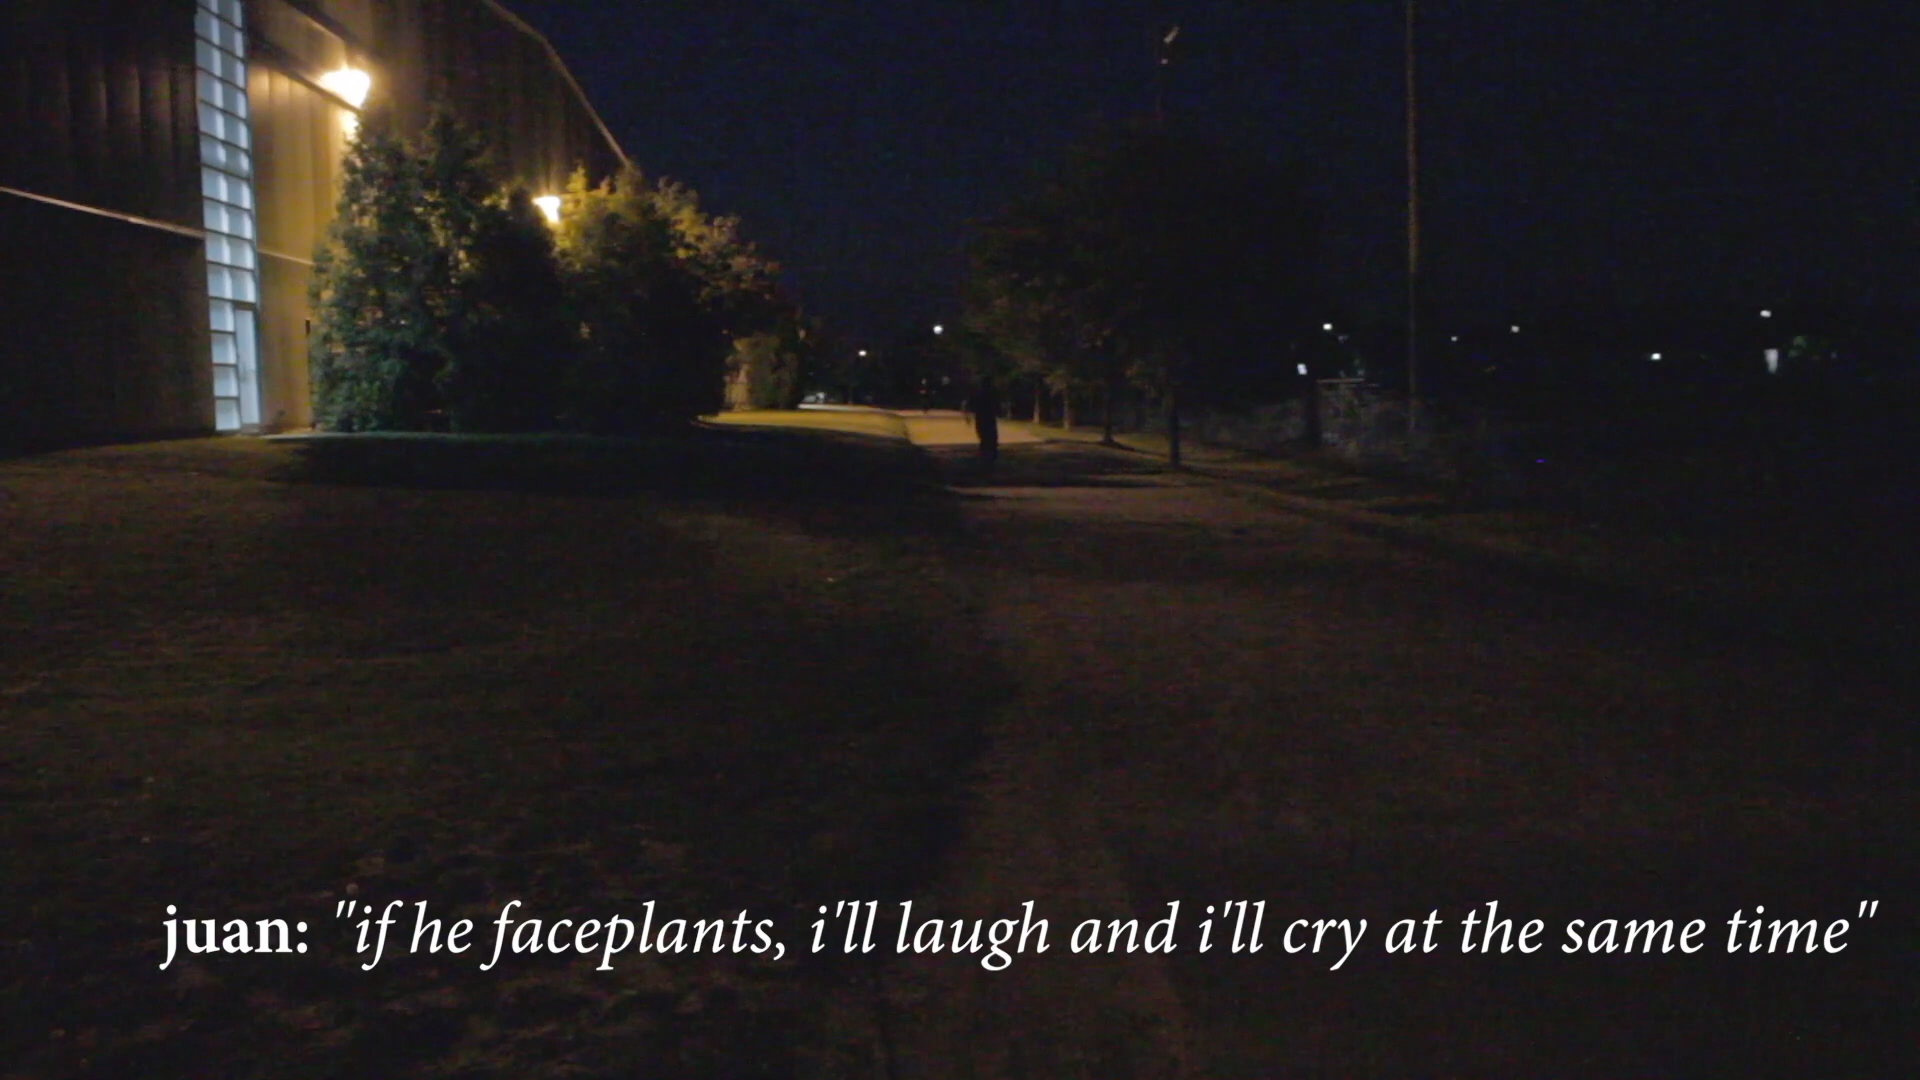 juan: "if he faceplants, i'll laugh and i'll cry at the same time"